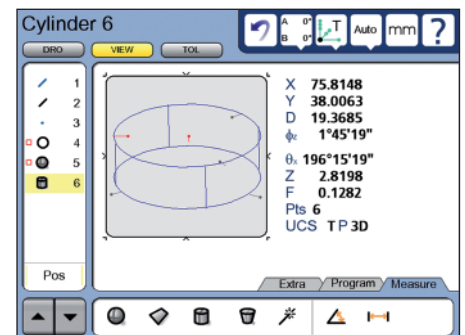 Cylinder 6
A 0°
B 0°
T
Auto
mm
?
DRO
VIEW
TOL
1
2
3
4
5
6
Pos
X 75.8148
Y 38.0063
D 19.3685
ϕz 1°45'19"
θx 196°15'19"
Z 2.8198
F 0.1282
Pts 6
UCS T P 3D
Extra
Program
Measure